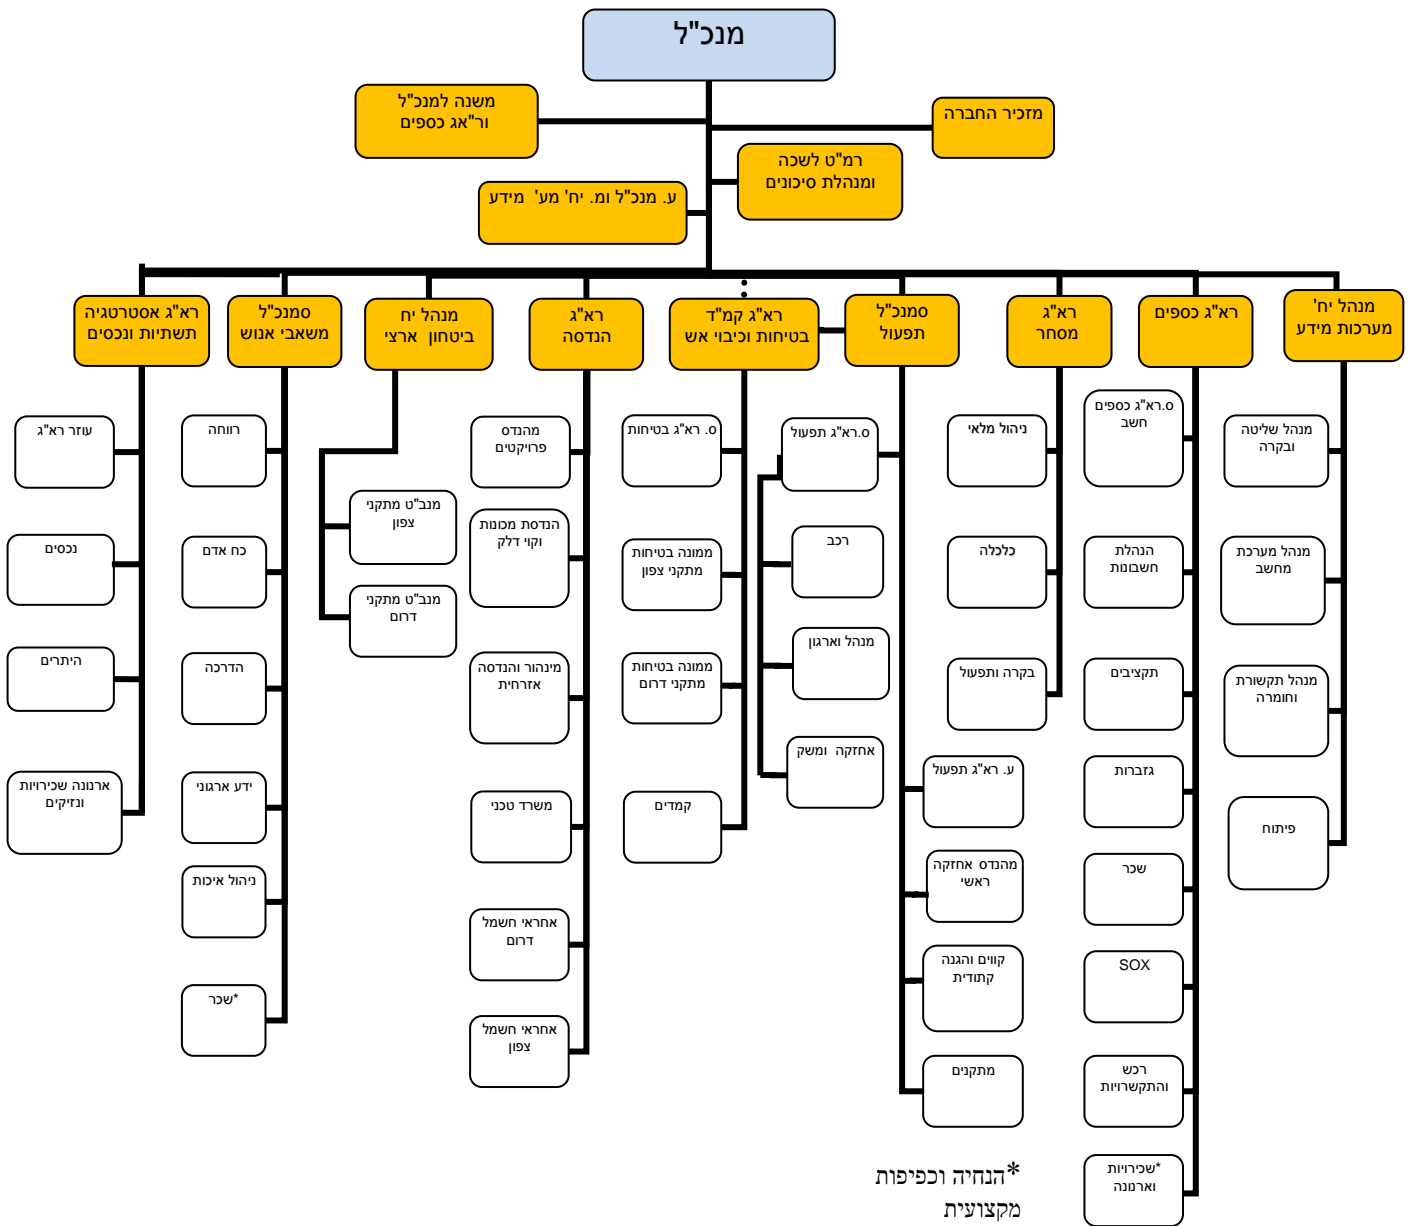 מנכ"ל
מזכיר החברה
משנה למנכ"ל
ור"אג כספים
רמ"ט לשכה
ומנהלת סיכונים
ע. מנכ"ל ומ. יח' מע' מידע
מנהל יח'
מערכות מידע
רא"ג כספים
רא"ג
מסחר
סמנכ"ל
תפעול
רא"ג קמ"ד
בטיחות וכיבוי אש
רא"ג
הנדסה
מנהל יח
ביטחון ארצי
סמנכ"ל
משאבי אנוש
רא"ג אסטרטגיה
תשתיות ונכסים
מנהל שליטה
ובקרה
מנהל מערכת
מחשב
מנהל תקשורת
וחומרה
פיתוח
ס.רא"ג כספים
חשב
הנהלת
חשבונות
תקציבים
גזברות
שכר
SOX
רכש
והתקשרויות
*שכירויות
וארנונה
ניהול מלאי
כלכלה
בקרה ותפעול
ס.רא"ג תפעול
רכב
מנהל וארגון
אחזקה ומשק
ע. רא"ג תפעול
מהנדס אחזקה
ראשי
קווים והגנה
קתודית
מתקנים
ס. רא"ג בטיחות
ממונה בטיחות
מתקני צפון
ממונה בטיחות
מתקני דרום
קמדים
מהנדס
פרויקטים
הנדסת מכונות
וקוי דלק
מינהור והנדסה
אזרחית
משרד טכני
אחראי חשמל
דרום
אחראי חשמל
צפון
מנב"ט מתקני
צפון
מנב"ט מתקני
דרום
רווחה
כח אדם
הדרכה
ידע ארגוני
ניהול איכות
*שכר
עוזר רא"ג
נכסים
היתרים
ארנונה שכירויות
ונזיקים
*הנחיה וכפיפות
מקצועית